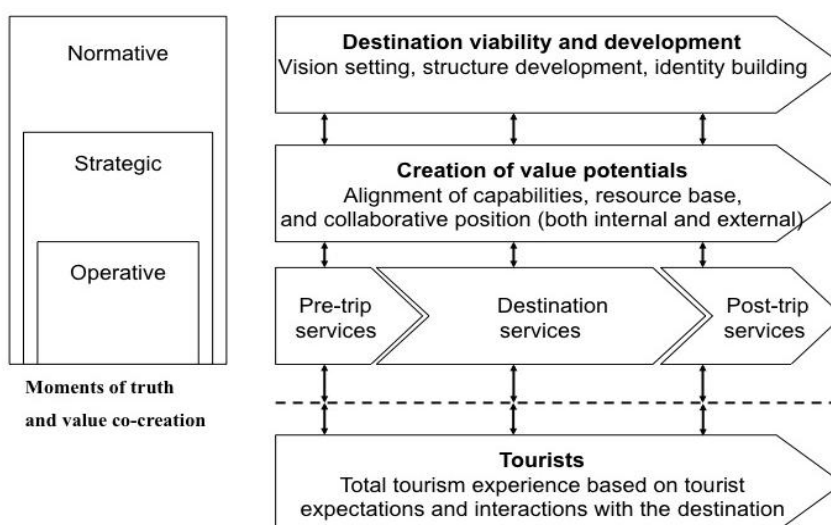 Normative
Strategic
Operative
Moments of truth
and value co-creation
Destination viability and development
Vision setting, structure development, identity building
Creation of value potentials
Alignment of capabilities, resource base,
and collaborative position (both internal and external)
Pre-trip
services
Destination
services
Post-trip
services
Tourists
Total tourism experience based on tourist
expectations and interactions with the destination